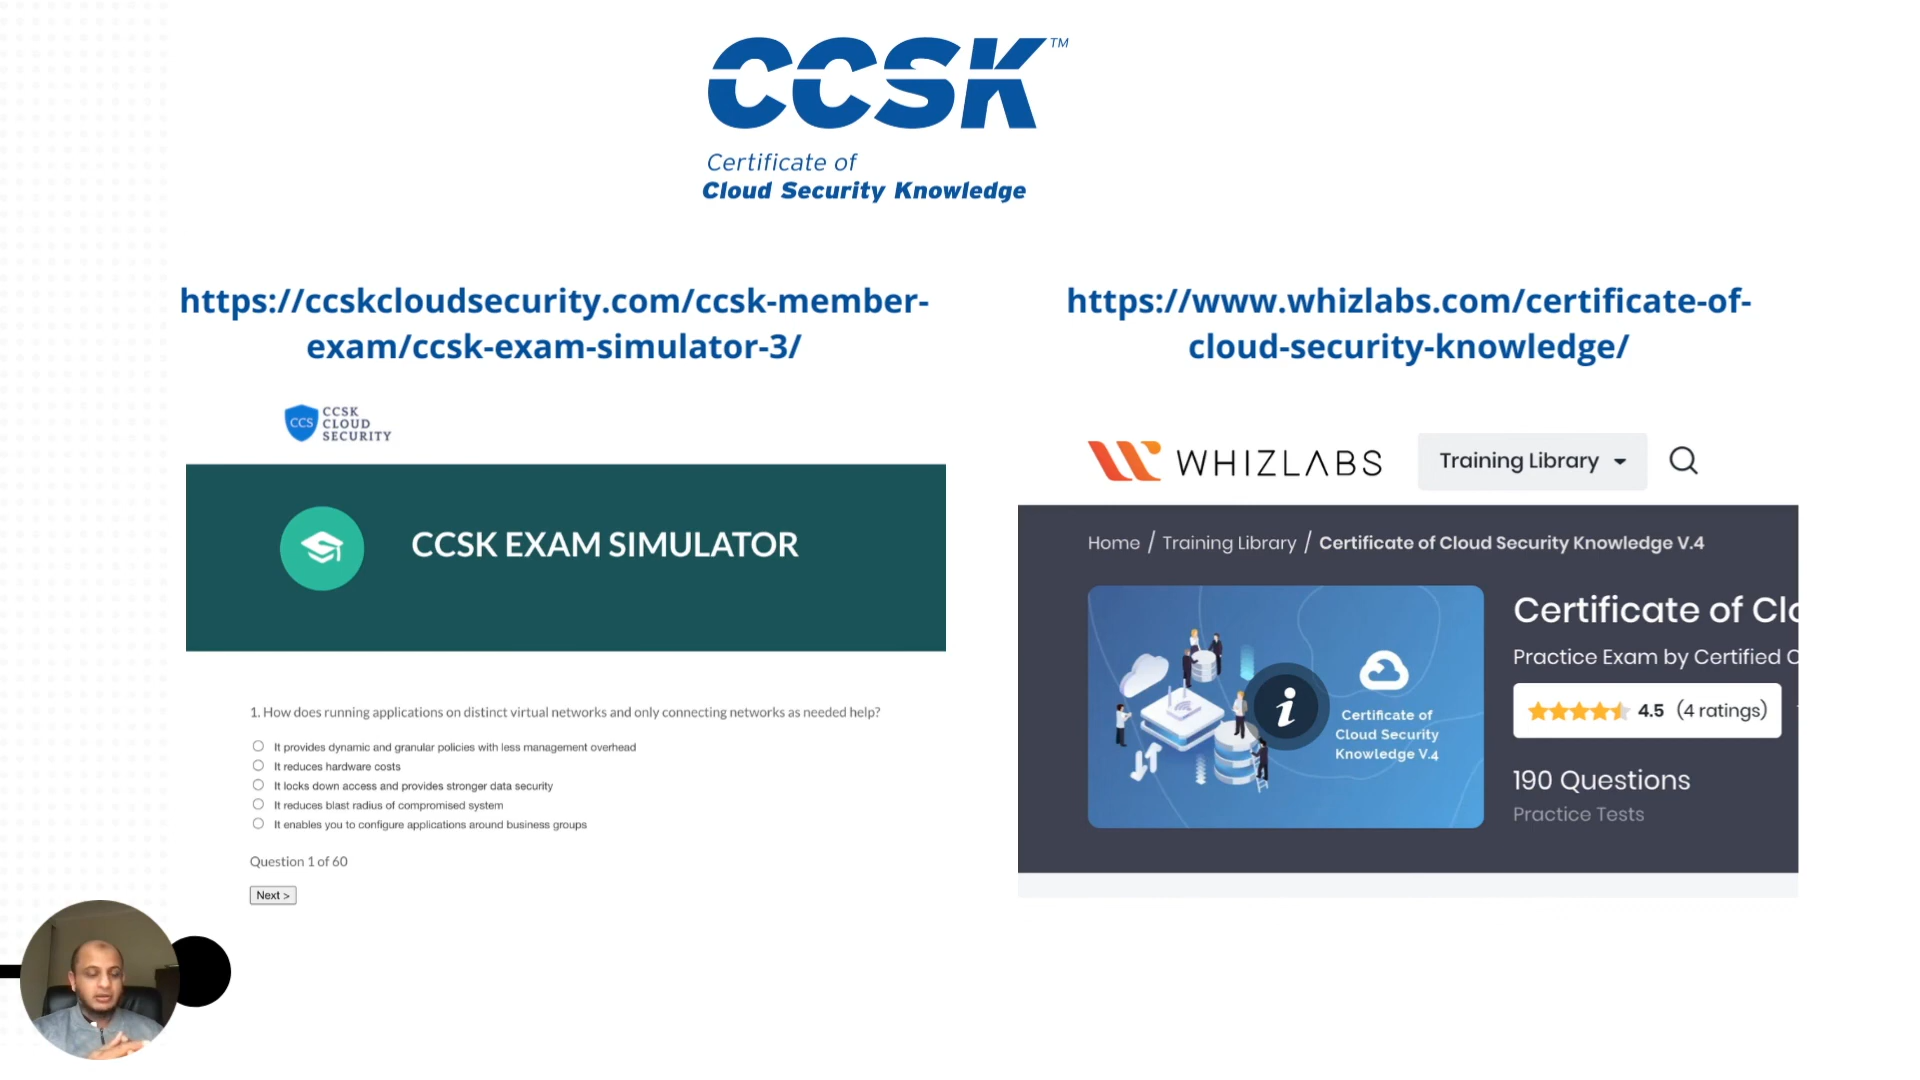 CCSK™
Certificate of
Cloud Security Knowledge
https://ccskcloudsecurity.com/ccsk-member-
exam/ccsk-exam-simulator-3/
CCS
CCSK
CLOUD
SECURITY
CCSK EXAM SIMULATOR
1. How does running applications on distinct virtual networks and only connecting networks as needed help?
It provides dynamic and granular policies with less management overhead
It reduces hardware costs
It locks down access and provides stronger data security
It reduces blast radius of compromised system
It enables you to configure applications around business groups
Question 1 of 60
Next >
https://www.whizlabs.com/certificate-of-
cloud-security-knowledge/
WHIZLABS
Training Library
Home / Training Library / Certificate of Cloud Security Knowledge V.4
i
Certificate of
Cloud Security
Knowledge V.4
Certificate of Clo
Practice Exam by Certified C
4.5 (4 ratings)
190 Questions
Practice Tests